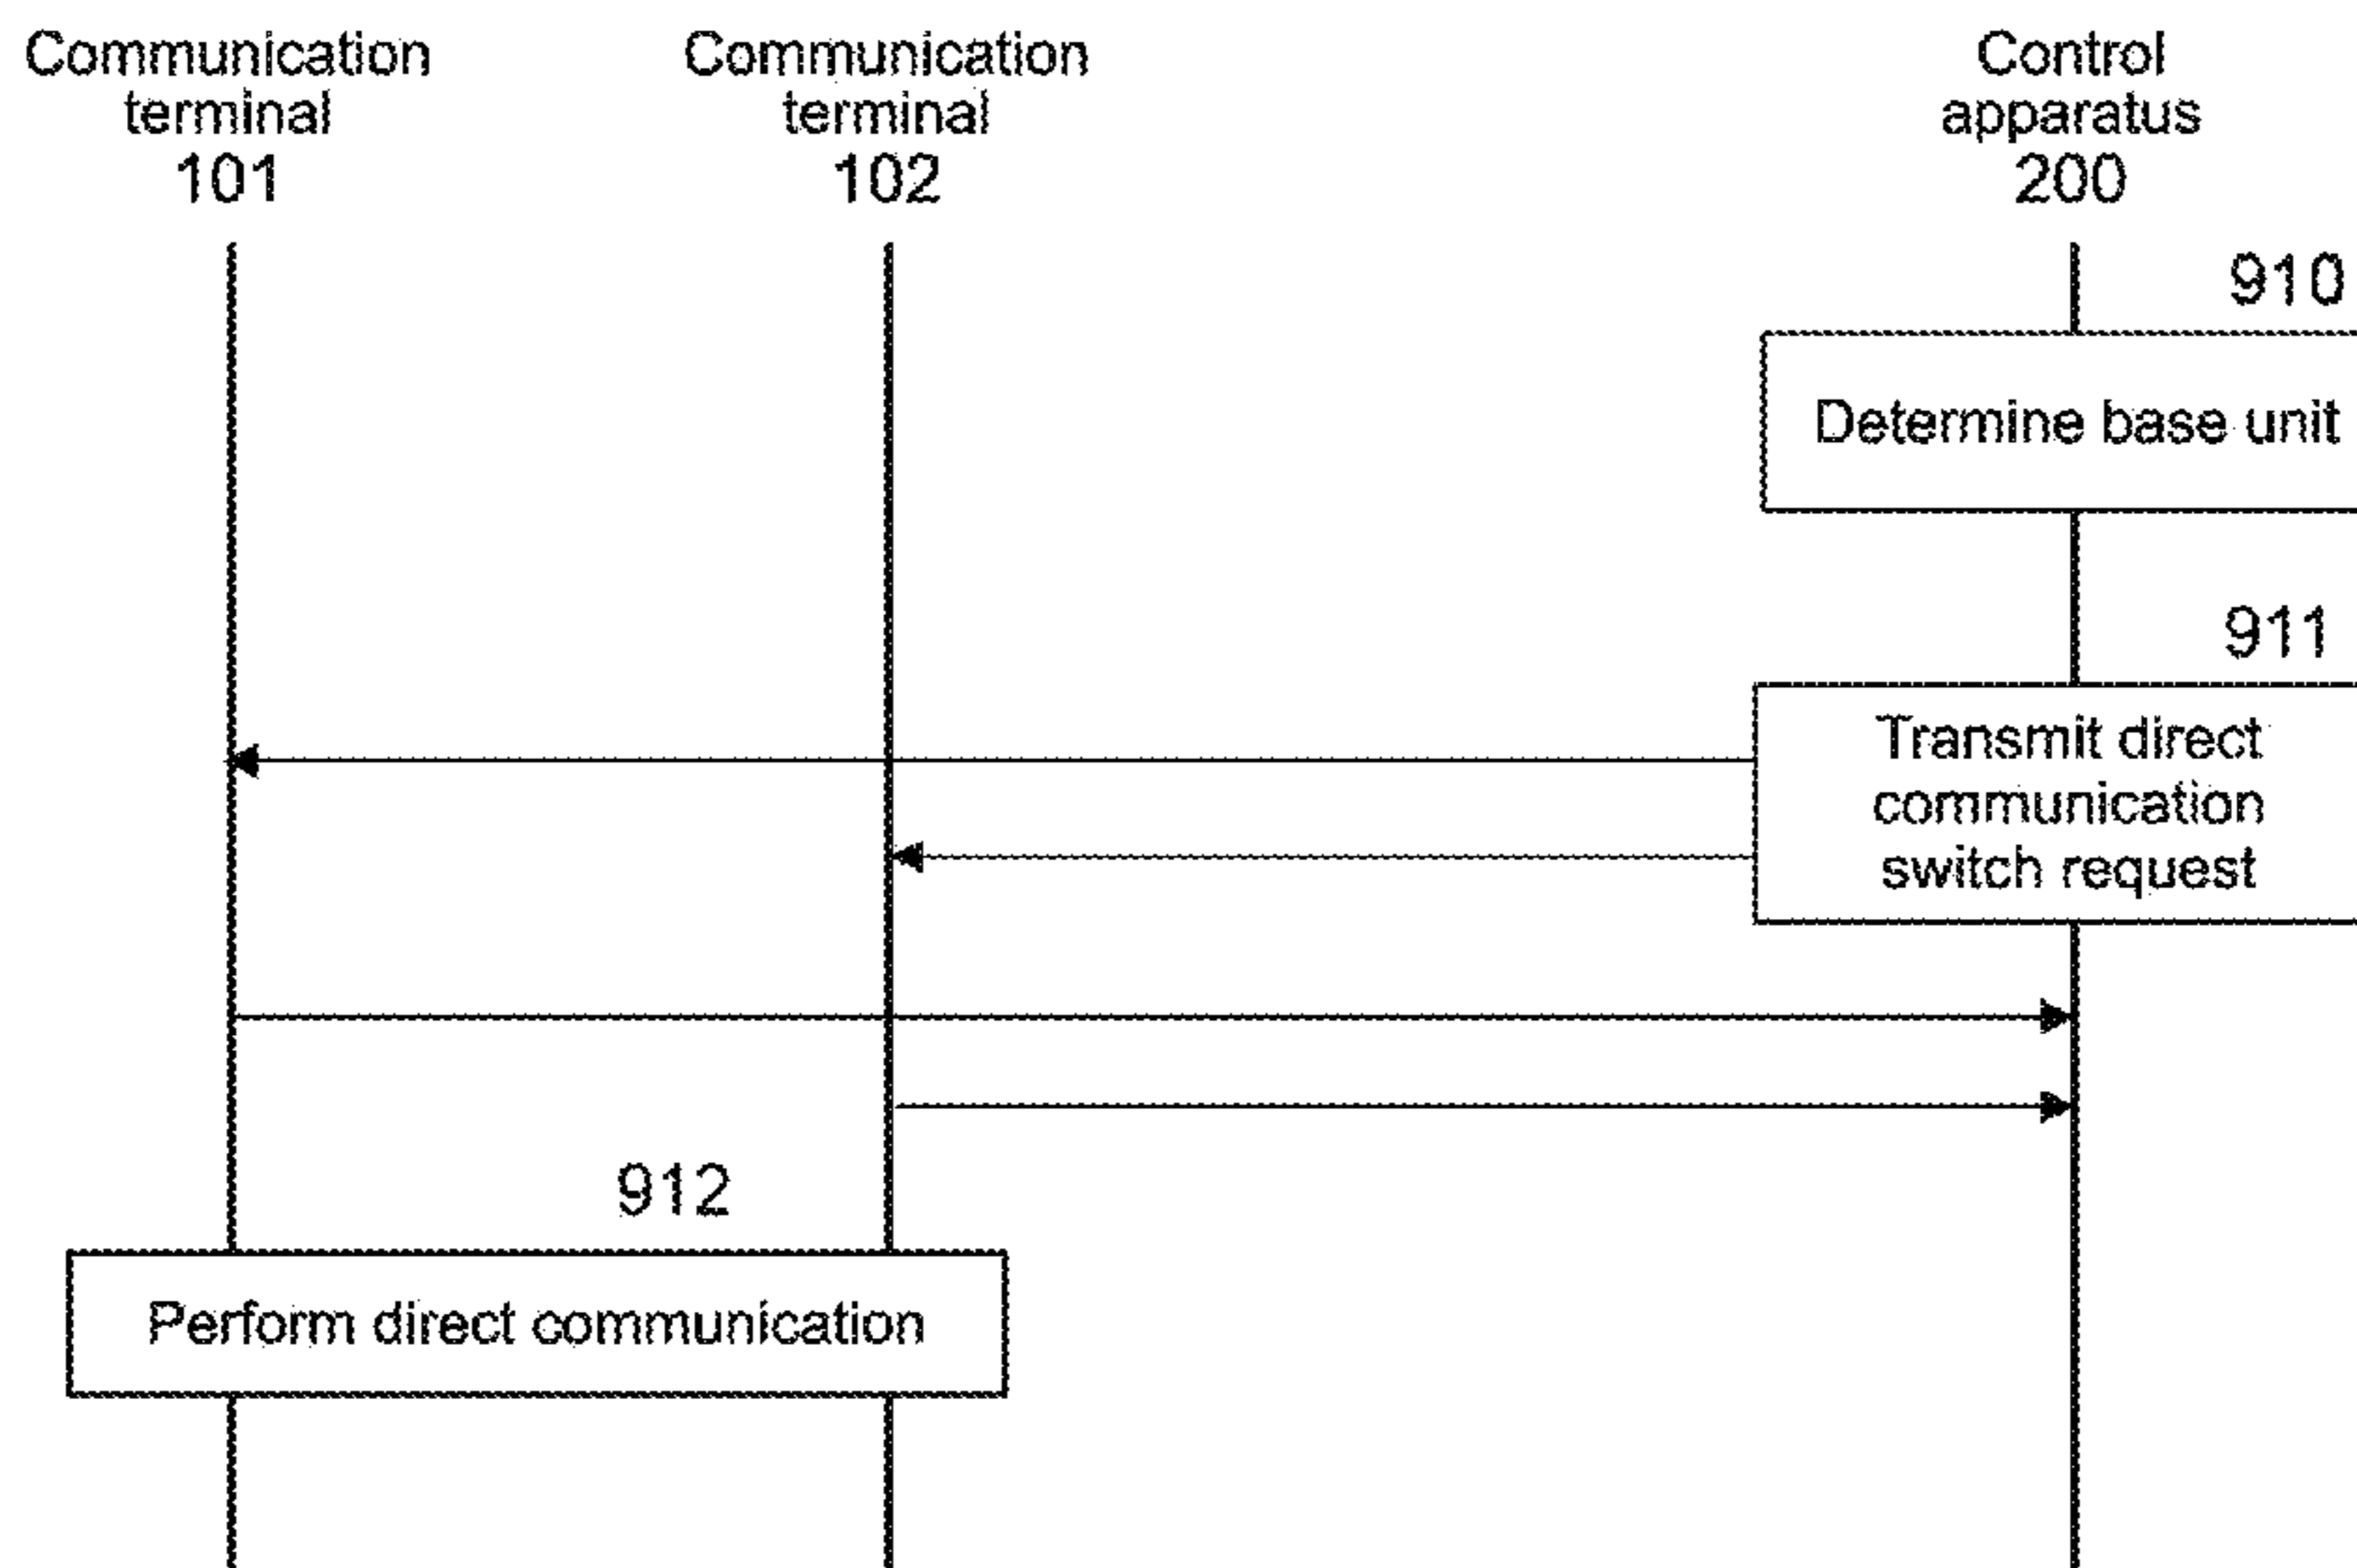 Communication
terminal
101
Communication
terminal
102
Control
apparatus
200
910
Determine base unit
911
Transmit direct
communication
switch request
912
Perform direct communication